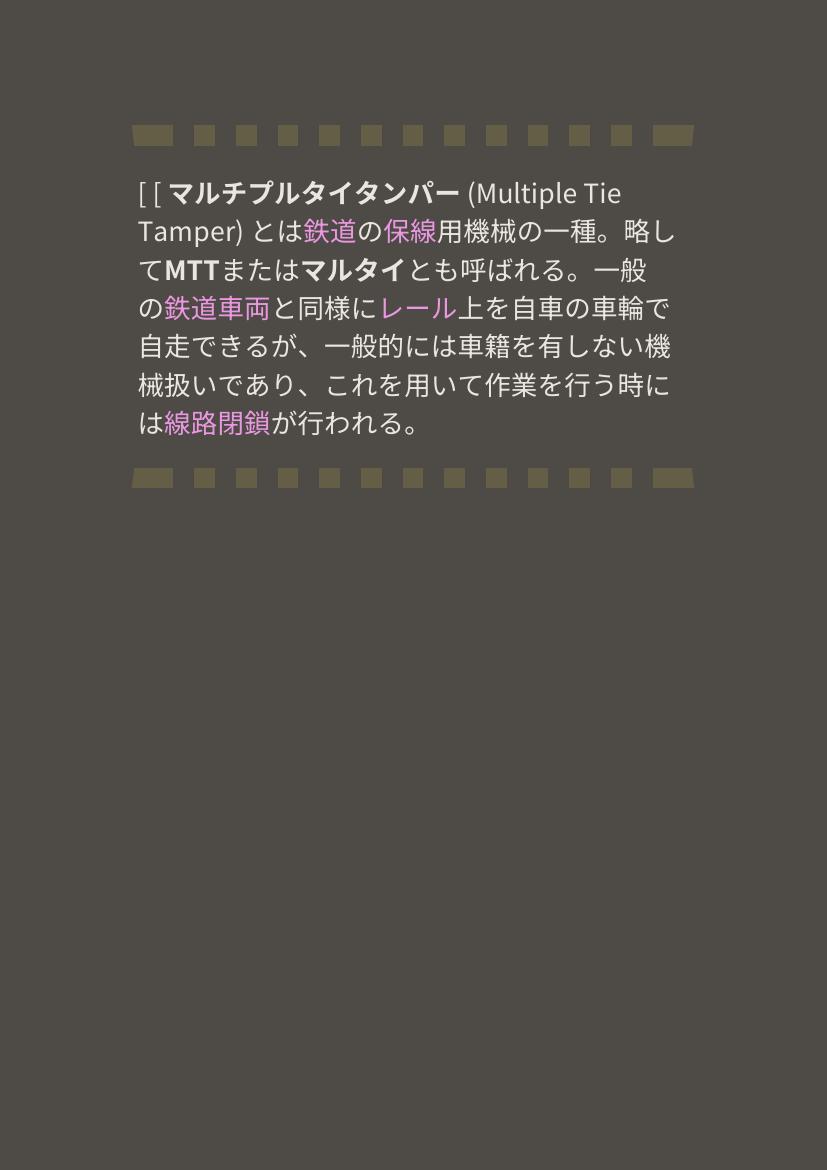 [ [ マルチプルタイタンパー (Multiple Tie
Tamper) とは鉄道の保線用機械の一種。略し
てMTTまたはマルタイとも呼ばれる。一般
の鉄道車両と同様にレール上を自車の車輪で
自走できるが、一般的には車籍を有しない機
械扱いであり、これを用いて作業を行う時に
は線路閉鎖が行われる。